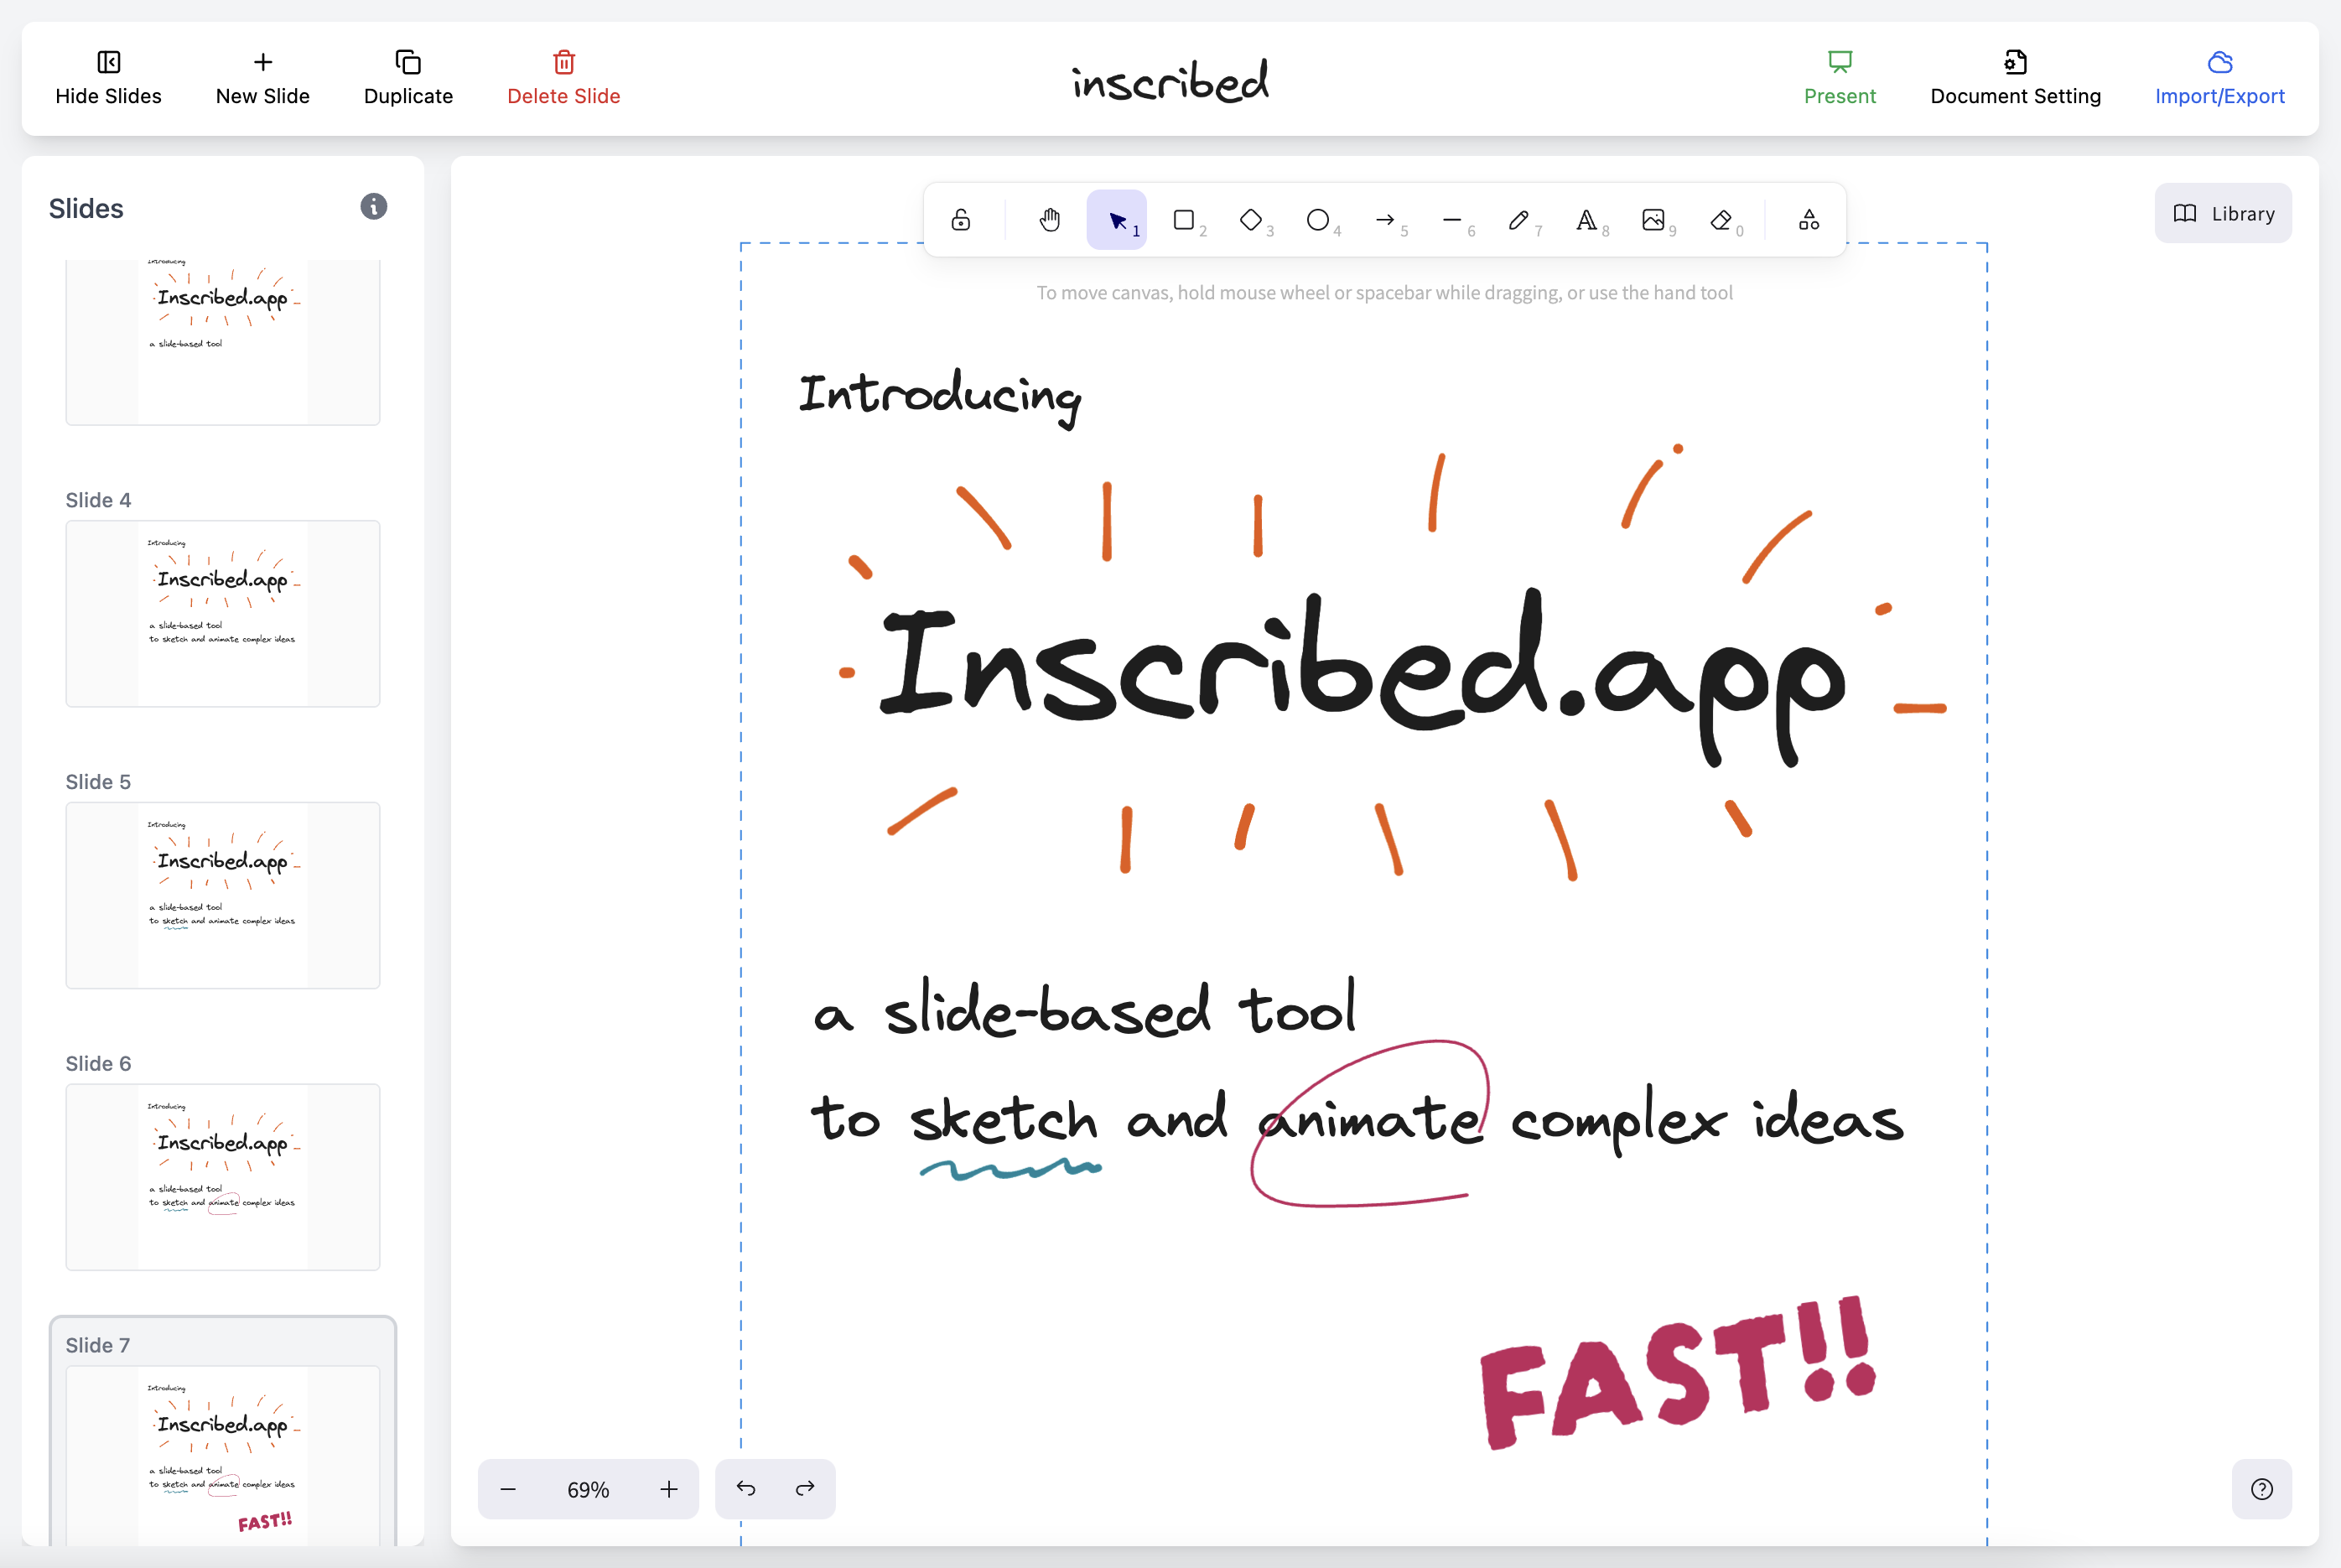 Hide Slides
New Slide
Duplicate
Delete Slide
inscribed
Present
Document Setting
Import/Export
Slides
Introducing
Inscribed.app
a slide-based tool
Slide 4
Introducing
Inscribed.app
a slide-based tool
to sketch and animate complex ideas
Slide 5
Introducing
Inscribed.app
a slide-based tool
to sketch and animate complex ideas
Slide 6
Introducing
Inscribed.app
a slide-based tool
to sketch and animate complex ideas
Slide 7
Introducing
Inscribed.app
a slide-based tool
to sketch and animate complex ideas
FAST!!
1 2 3 4 5 6 7 8 9 0
Library
To move canvas, hold mouse wheel or spacebar while dragging, or use the hand tool
Introducing
Inscribed.app
a slide-based tool
to sketch and animate complex ideas
FAST!!
69%